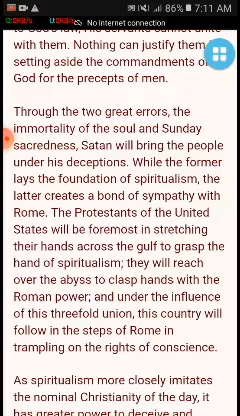 86% 7:11 AM
0:0KB/s U:0KB/s No internet connection
to God's law, His servants cannot unite
with them. Nothing can justify them
setting aside the commandments of
God for the precepts of men.
Through the two great errors, the
immortality of the soul and Sunday
sacredness, Satan will bring the people
under his deceptions. While the former
lays the foundation of spiritualism, the
latter creates a bond of sympathy with
Rome. The Protestants of the United
States will be foremost in stretching
their hands across the gulf to grasp the
hand of spiritualism; they will reach
over the abyss to clasp hands with the
Roman power; and under the influence
of this threefold union, this country will
follow in the steps of Rome in
trampling on the rights of conscience.
As spiritualism more closely imitates
the nominal Christianity of the day, it
has greater power to deceive and